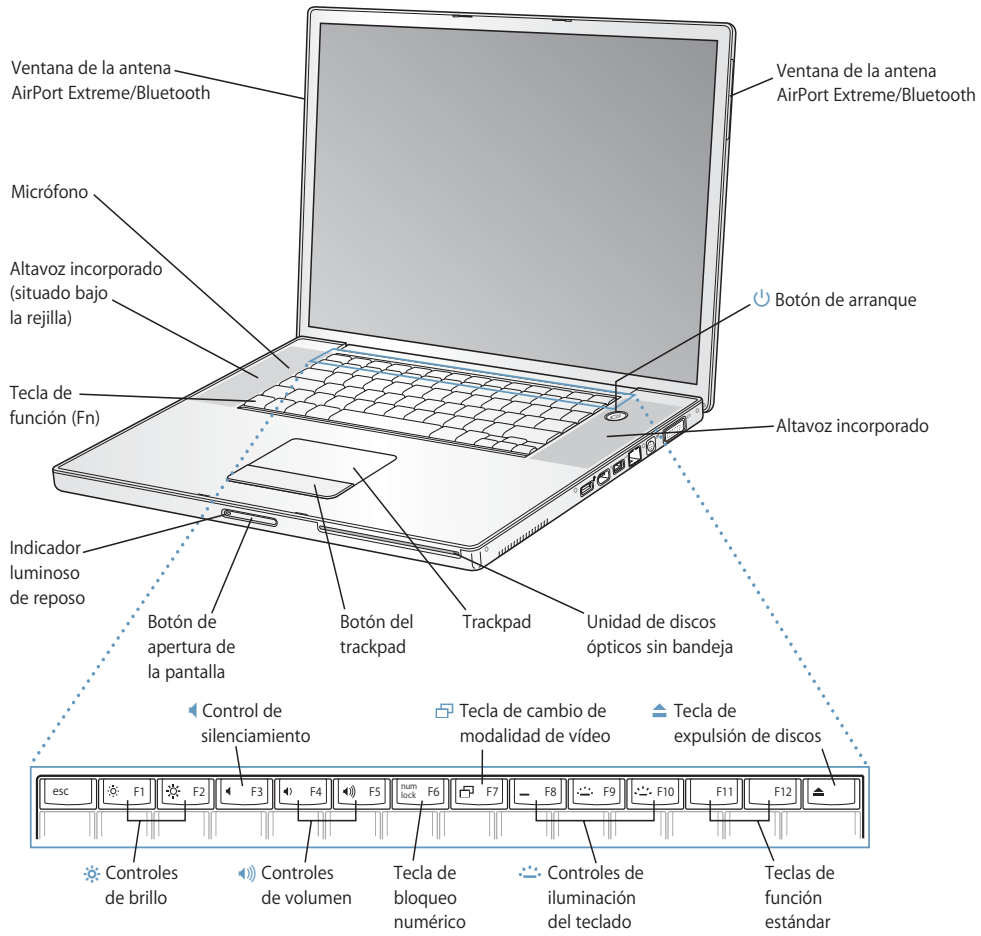 Ventana de la antena
AirPort Extreme/Bluetooth
Ventana de la antena
AirPort Extreme/Bluetooth
Micrófono
Altavoz incorporado
(situado bajo
la rejilla)
Botón de arranque
Tecla de
función (Fn)
Altavoz incorporado
Indicador
luminoso
de reposo
Botón de
apertura de
la pantalla
Botón del
trackpad
Trackpad
Unidad de discos
ópticos sin bandeja
Control de
silenciamiento
Tecla de cambio de
modalidad de vídeo
Tecla de
expulsión de discos
esc
F1
F2
F3
F4
F5
num
lock
F6
F7
F8
F9
F10
F11
F12
Controles
de brillo
Controles
de volumen
Tecla de
bloqueo
numérico
Controles de
iluminación
del teclado
Teclas de
función
estándar